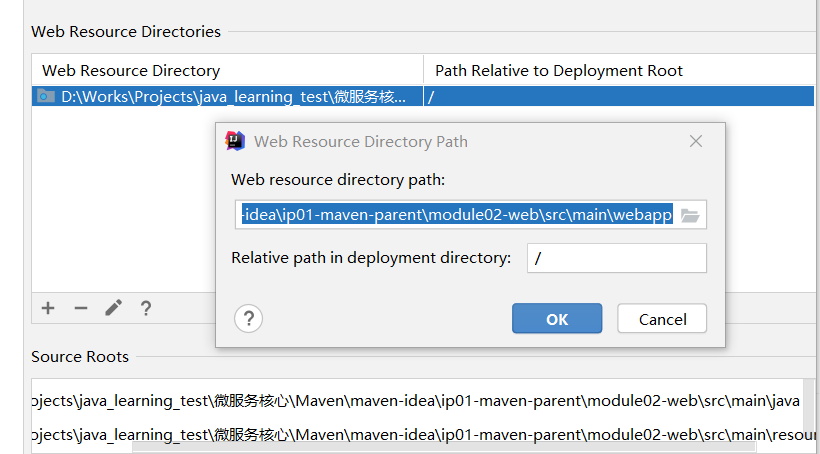 Web Resource Directories
Web Resource Directory
Path Relative to Deployment Root
D:\Works\Projects\java_learning_test\微服务核...
/
Web Resource Directory Path
Web resource directory path:
-idea\ip01-maven-parent\module02-web\src\main\webapp
Relative path in deployment directory:
/
?
?
OK
Cancel
Source Roots
ojects\java_learning_test\微服务核心\Maven\maven-idea\ip01-maven-parent\module02-web\src\main\java
ojects\java_learning_test\微服务核心\Maven\maven-idea\ip01-maven-parent\module02-web\src\main\resour